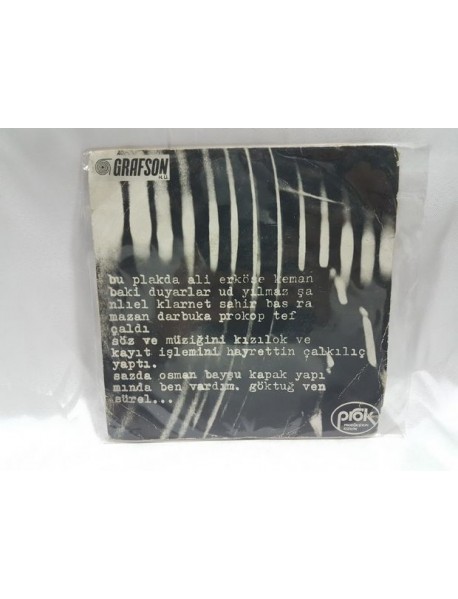 GRAFSON
bu plakda ali erköse keman
baki duyarlar ud yılmaz şa
nlıel klarnet sahir bas ra
mazan darbuka prokop tef
çaldı
söz ve müziğini kızılok ve
kayıt işlemini hayrettin çalkılıç
yaptı.
sazda osman baysu kapak yapı
mında ben vardım. göktuğ ven
sürel...
prok